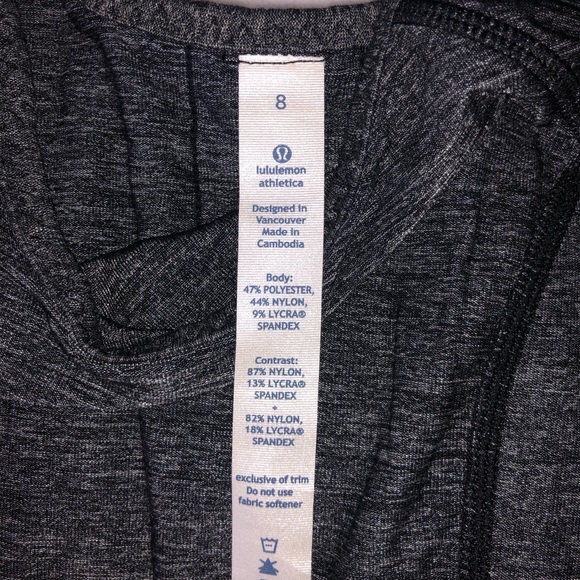 8
lululemon
athletica
Designed in
Vancouver
Made in
Cambodia
Body:
47% POLYESTER,
44% NYLON,
9% LYCRA®
SPANDEX
Contrast:
87% NYLON,
13% LYCRA®
SPANDEX
+
82% NYLON,
18% LYCRA®
SPANDEX
exclusive of trim
Do not use
fabric softener